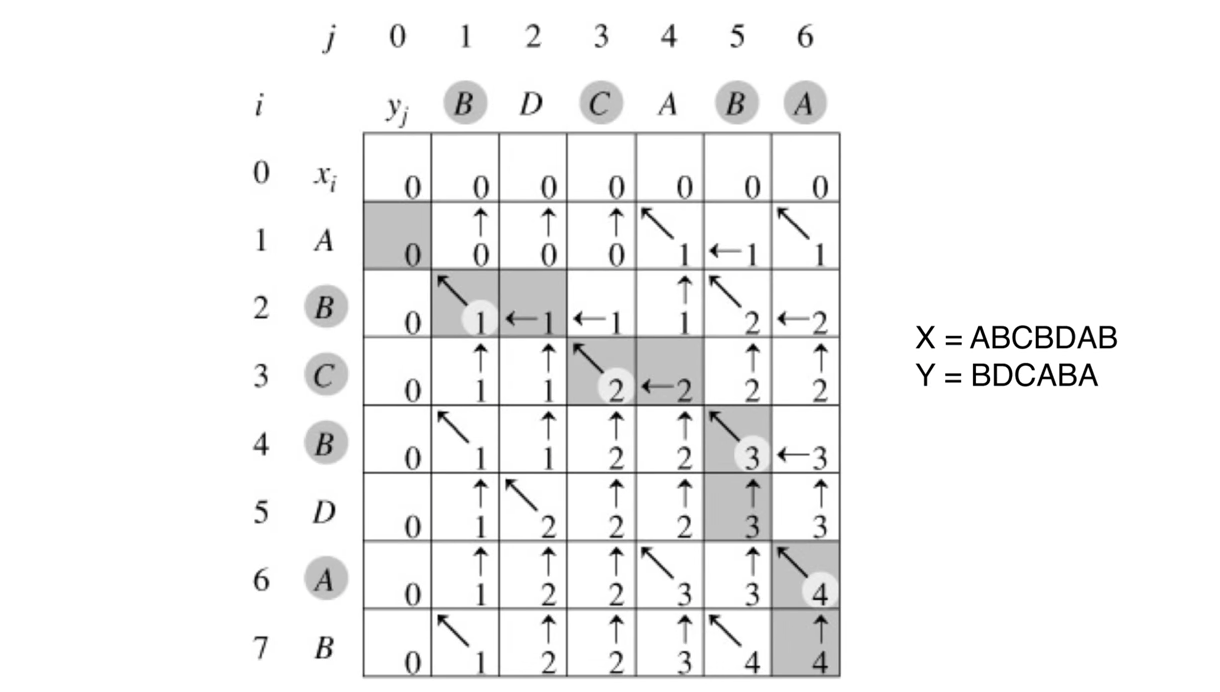 j 0 1 2 3 4 5 6
i y_j B D C A B A
0 x_i 0 0 0 0 0 0 0
1 A 0 ↑0 ↑0 ↑0 ↖1 ←1 ↖1
2 B 0 ↖1 ←1 ←1 ↑1 ↖2 ←2
3 C 0 ↑1 ↑1 ↖2 ←2 ↑2 ↑2
4 B 0 ↖1 ↑1 ↑2 ↑2 ↖3 ←3
5 D 0 ↑1 ↖2 ↑2 ↑2 ↑3 ↑3
6 A 0 ↑1 ↑2 ↑2 ↖3 ↑3 ↖4
7 B 0 ↖1 ↑2 ↑2 ↑3 ↖4 ↑4
X = ABCBDAB
Y = BDCABA